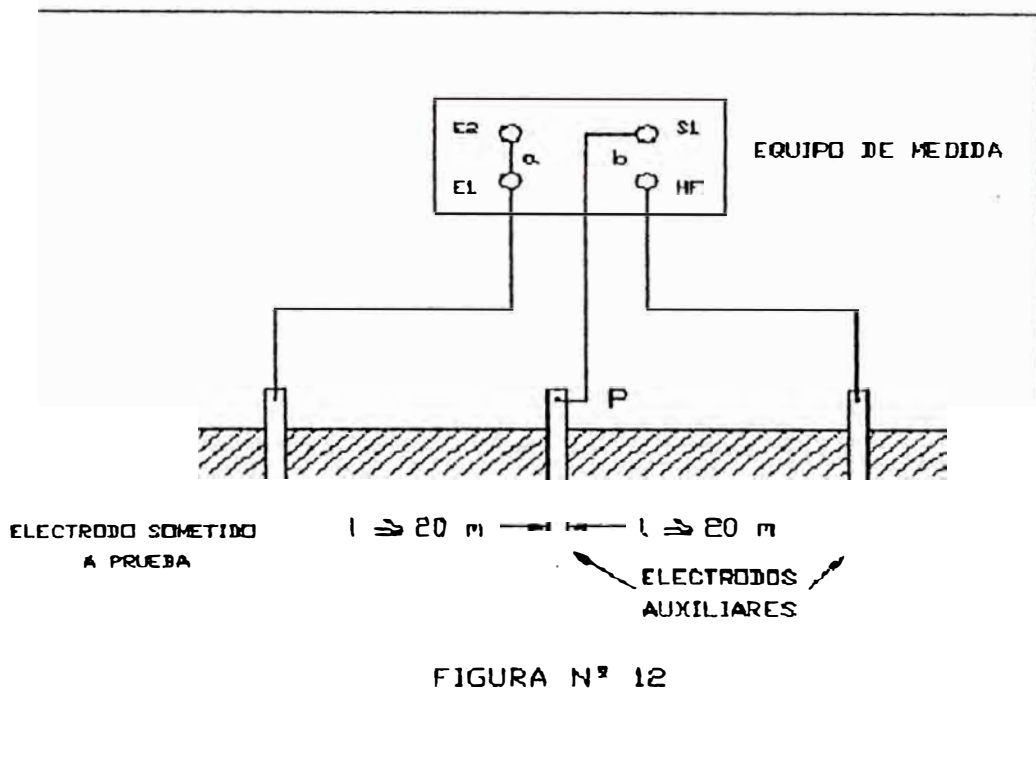 E2
S1
a
b
EQUIPO DE MEDIDA
E1
HF
P
ELECTRODO SOMETIDO
A PRUEBA
l ≥ 20 m
l ≥ 20 m
ELECTRODOS
AUXILIARES
FIGURA Nº 12